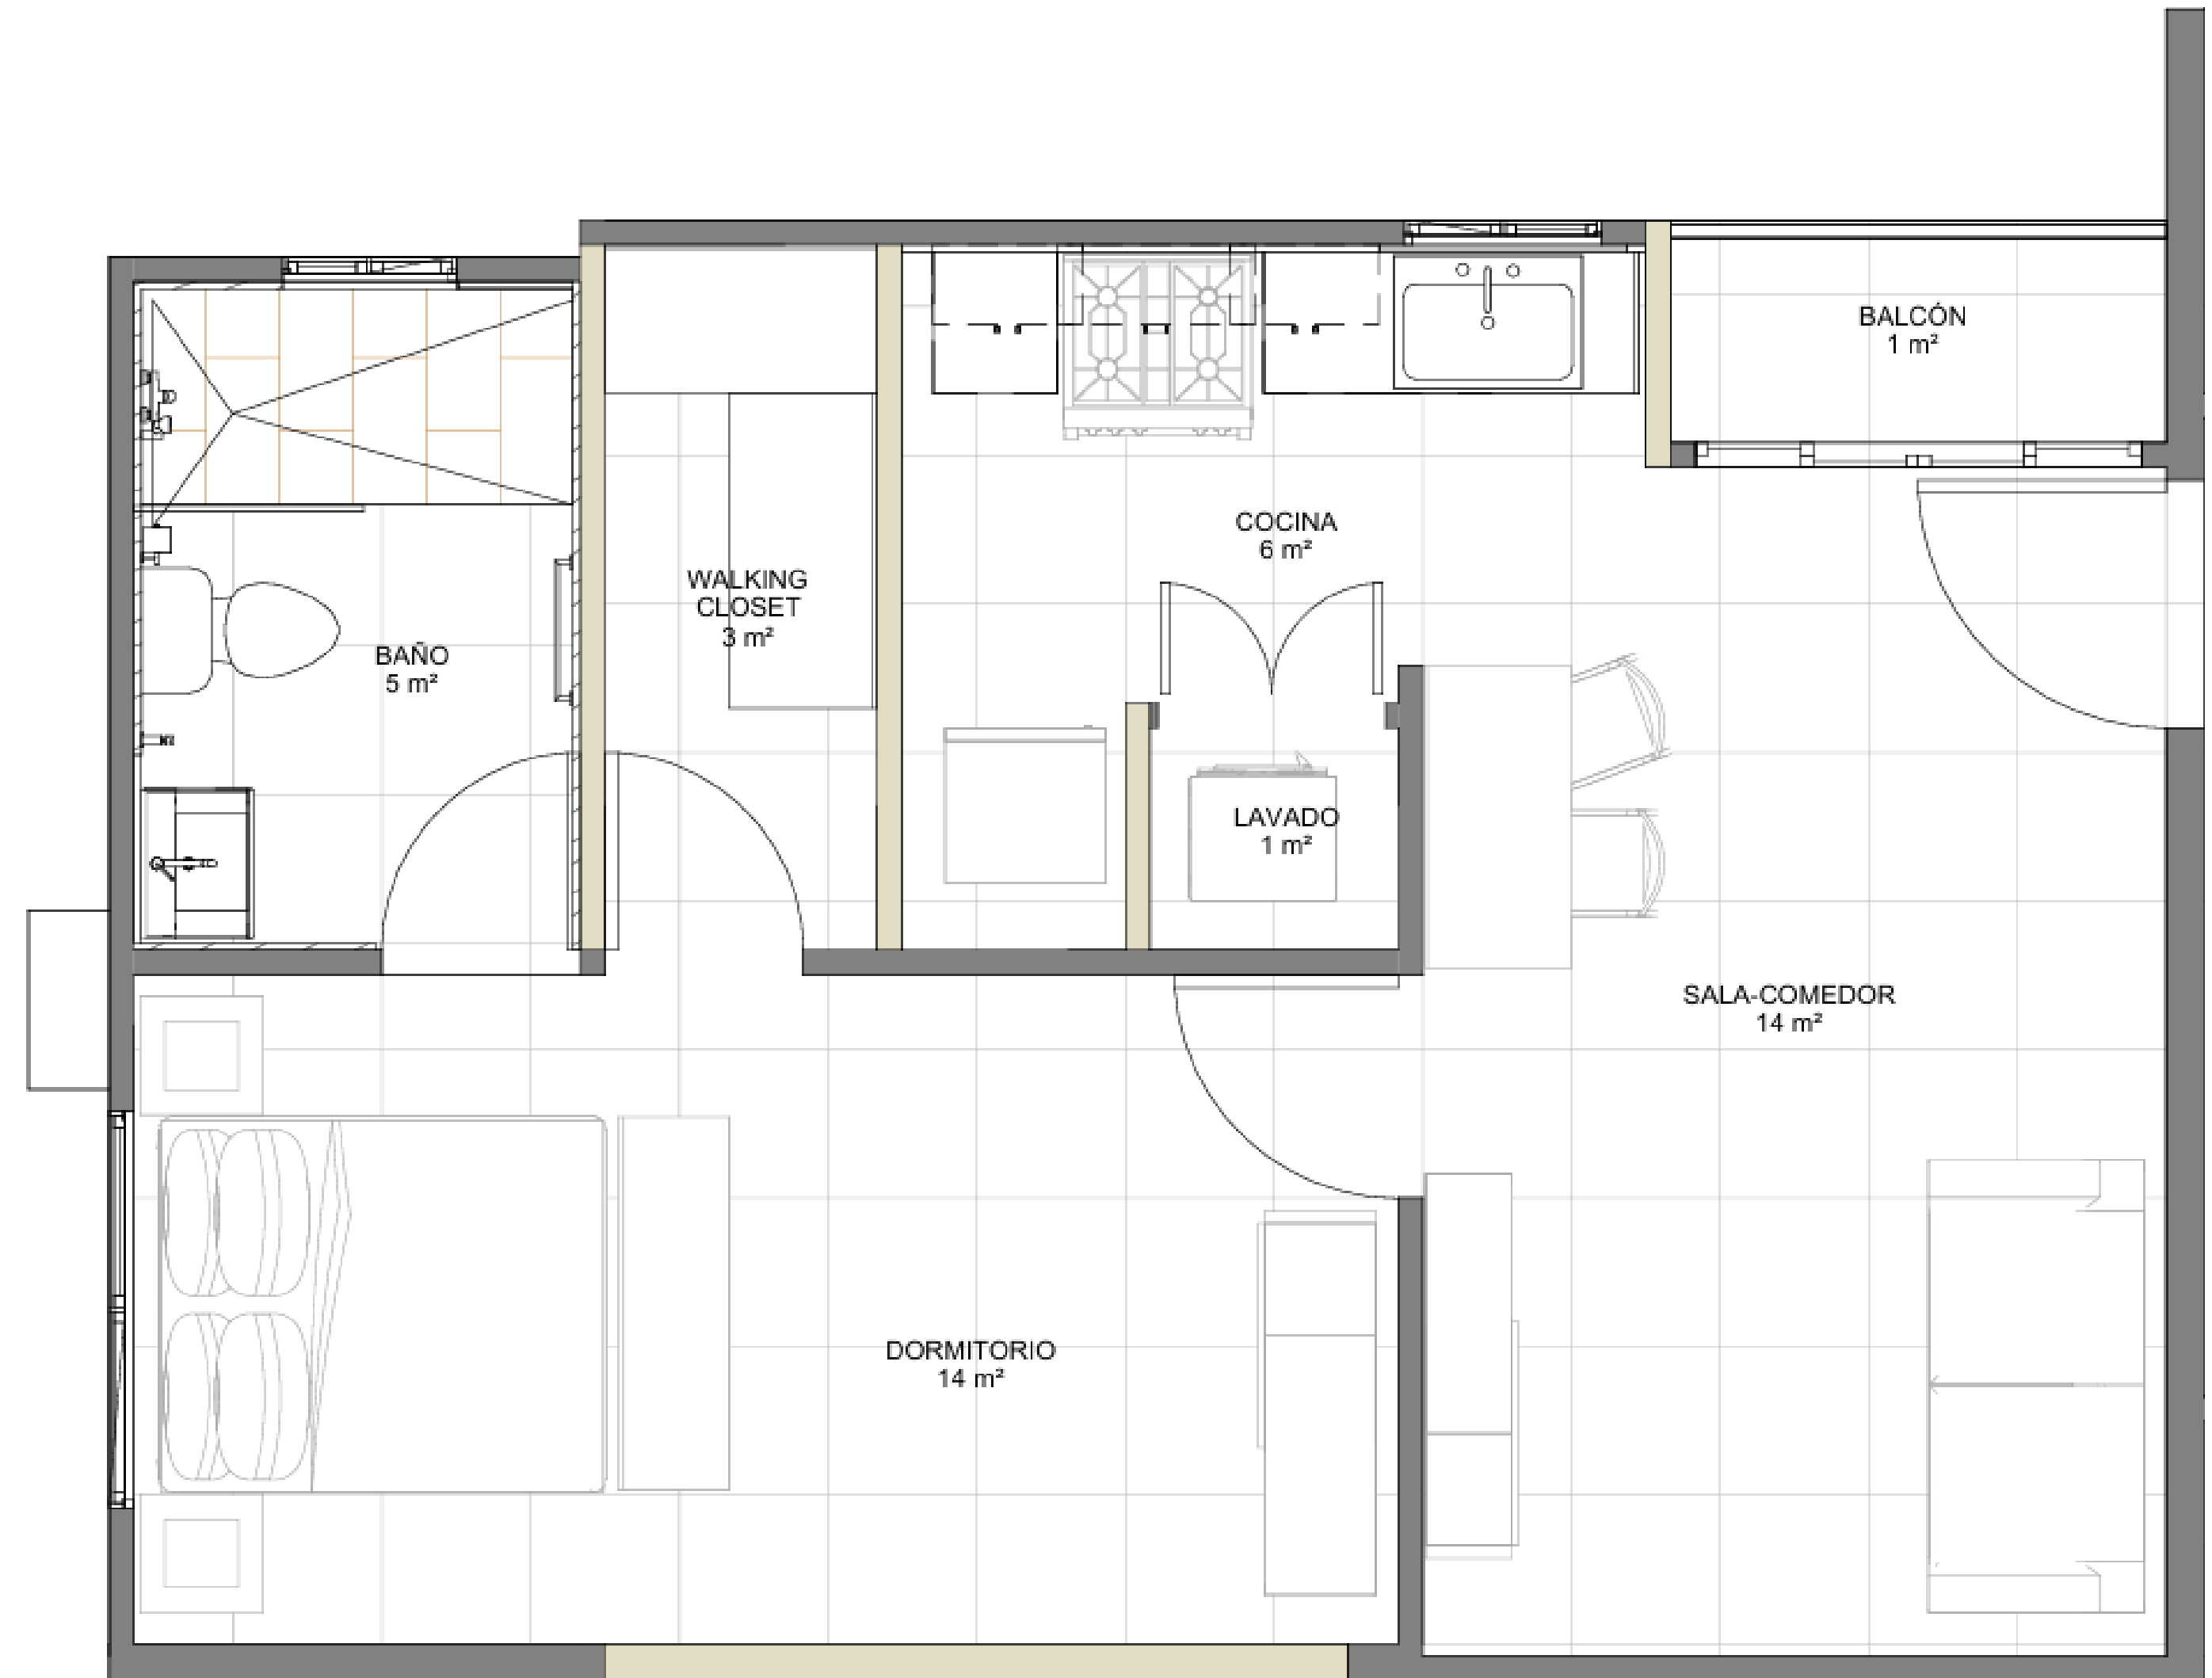 BALCÓN
1 m²
COCINA
6 m²
WALKING
CLOSET
3 m²
BAÑO
5 m²
LAVADO
1 m²
SALA-COMEDOR
14 m²
DORMITORIO
14 m²